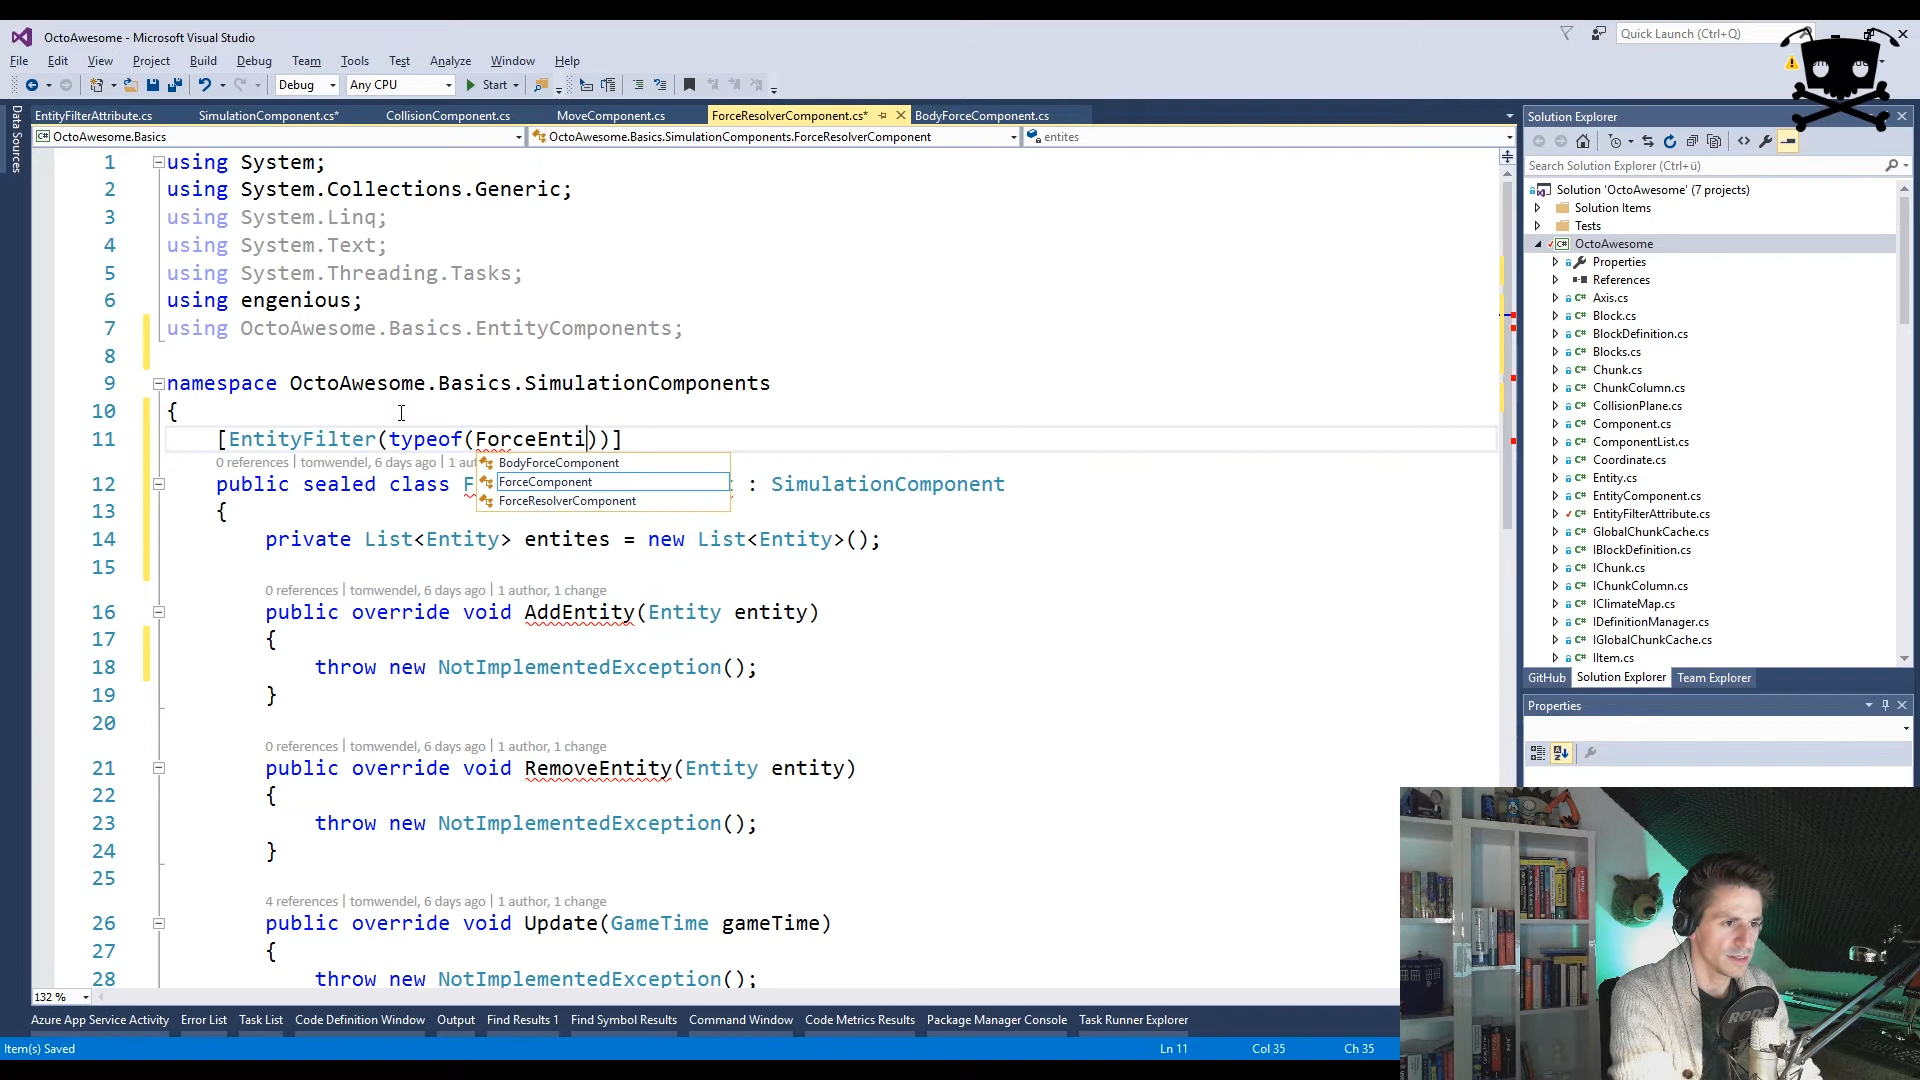 OctoAwesome - Microsoft Visual Studio
Quick Launch (Ctrl+Q)
File Edit View Project Build Debug Team Tools Test Analyze Window Help
Debug Any CPU Start
Data Sources
EntityFilterAttribute.cs SimulationComponent.cs* CollisionComponent.cs MoveComponent.cs ForceResolverComponent.cs* BodyForceComponent.cs
OctoAwesome.Basics OctoAwesome.Basics.SimulationComponents.ForceResolverComponent entites
1 using System;
2 using System.Collections.Generic;
3 using System.Linq;
4 using System.Text;
5 using System.Threading.Tasks;
6 using engenious;
7 using OctoAwesome.Basics.EntityComponents;
8
9 namespace OctoAwesome.Basics.SimulationComponents
10 {
11 [EntityFilter(typeof(ForceEnti))]
0 references | tomwendel, 6 days ago | 1 au
BodyForceComponent
ForceComponent
ForceResolverComponent
12 public sealed class F : SimulationComponent
13 {
14 private List<Entity> entites = new List<Entity>();
15
0 references | tomwendel, 6 days ago | 1 author, 1 change
16 public override void AddEntity(Entity entity)
17 {
18 throw new NotImplementedException();
19 }
20
0 references | tomwendel, 6 days ago | 1 author, 1 change
21 public override void RemoveEntity(Entity entity)
22 {
23 throw new NotImplementedException();
24 }
25
4 references | tomwendel, 6 days ago | 1 author, 1 change
26 public override void Update(GameTime gameTime)
27 {
28 throw new NotImplementedException();
132 %
Azure App Service Activity Error List Task List Code Definition Window Output Find Results 1 Find Symbol Results Command Window Code Metrics Results Package Manager Console Task Runner Explorer
Item(s) Saved Ln 11 Col 35 Ch 35
Solution Explorer
Search Solution Explorer (Ctrl+ü)
Solution 'OctoAwesome' (7 projects)
Solution Items
Tests
OctoAwesome
Properties
References
Axis.cs
Block.cs
BlockDefinition.cs
Blocks.cs
Chunk.cs
ChunkColumn.cs
CollisionPlane.cs
Component.cs
ComponentList.cs
Coordinate.cs
Entity.cs
EntityComponent.cs
EntityFilterAttribute.cs
GlobalChunkCache.cs
IBlockDefinition.cs
IChunk.cs
IChunkColumn.cs
IClimateMap.cs
IDefinitionManager.cs
IGlobalChunkCache.cs
IItem.cs
GitHub Solution Explorer Team Explorer
Properties
RØDE